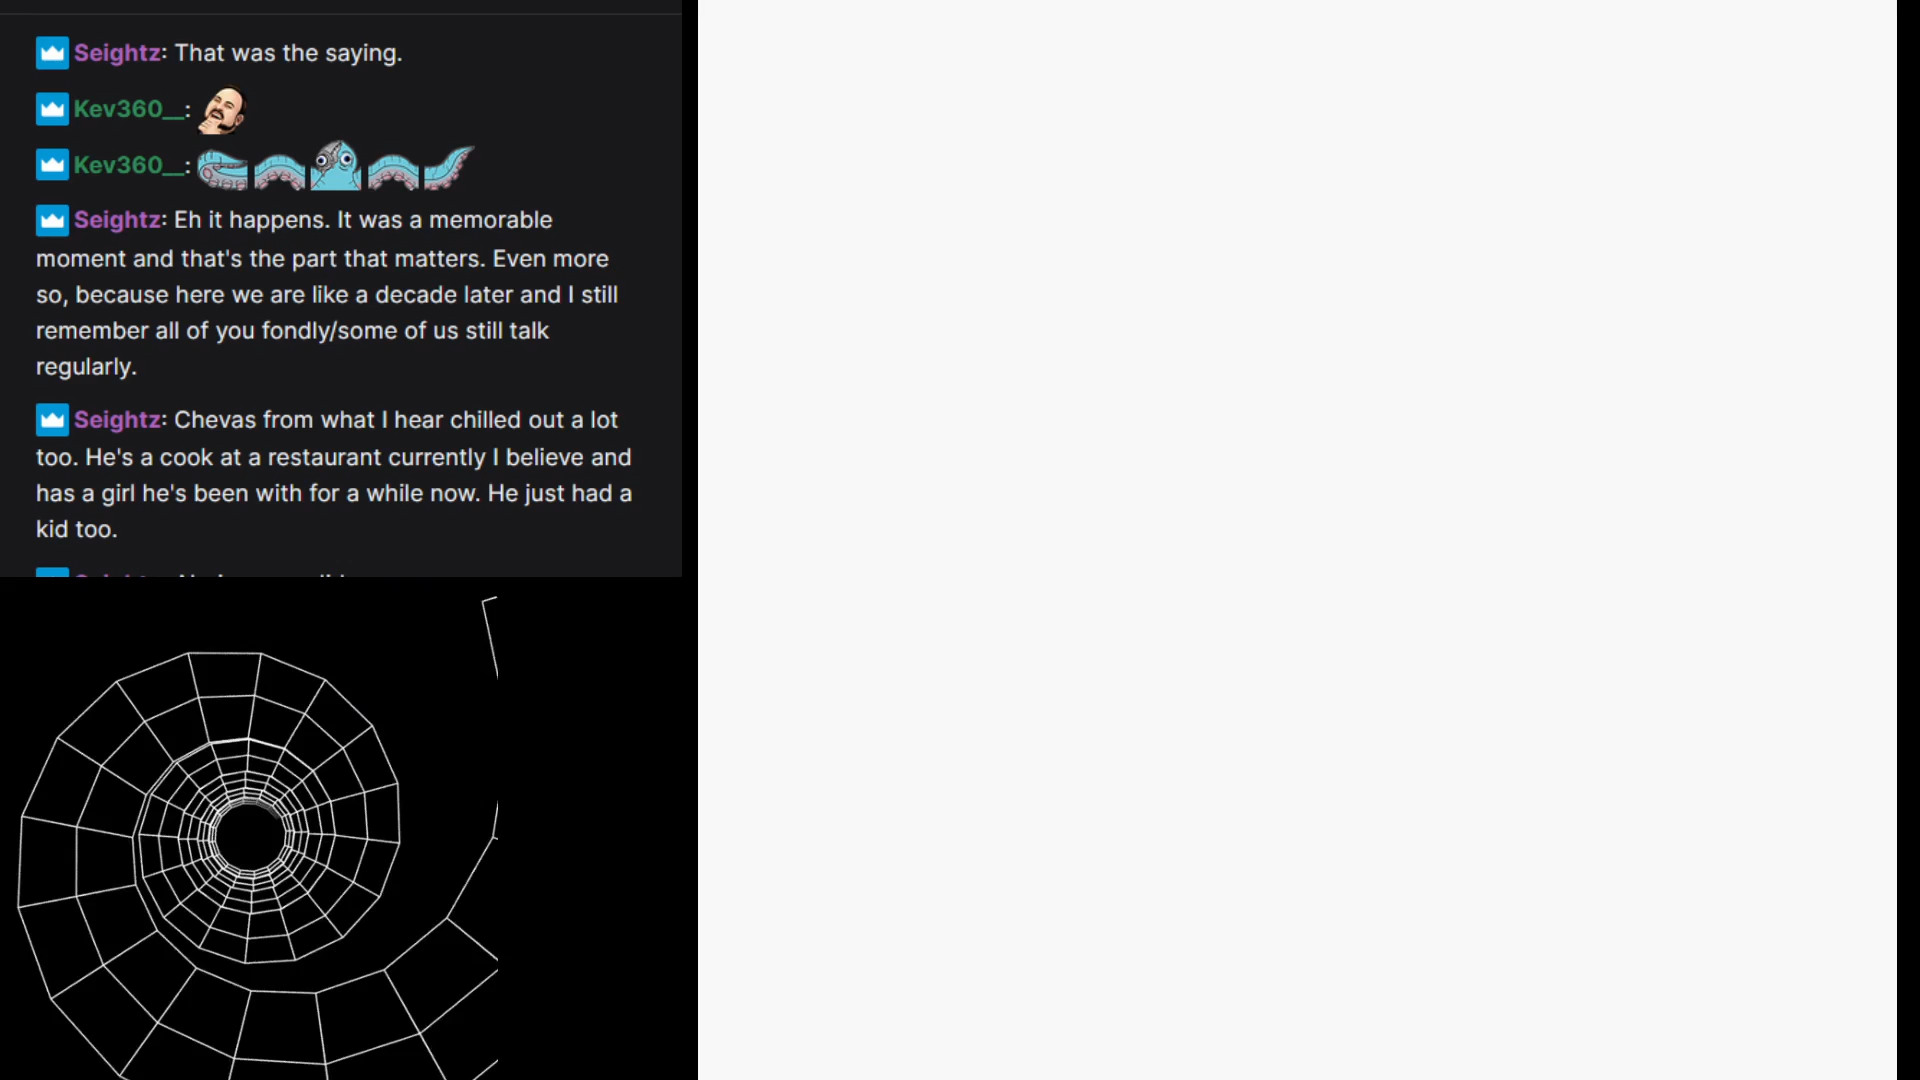 Seightz: That was the saying.
Kev360__:
Kev360__:
Seightz: Eh it happens. It was a memorable
moment and that's the part that matters. Even more
so, because here we are like a decade later and I still
remember all of you fondly/some of us still talk
regularly.
Seightz: Chevas from what I hear chilled out a lot
too. He's a cook at a restaurant currently I believe and
has a girl he's been with for a while now. He just had a
kid too.